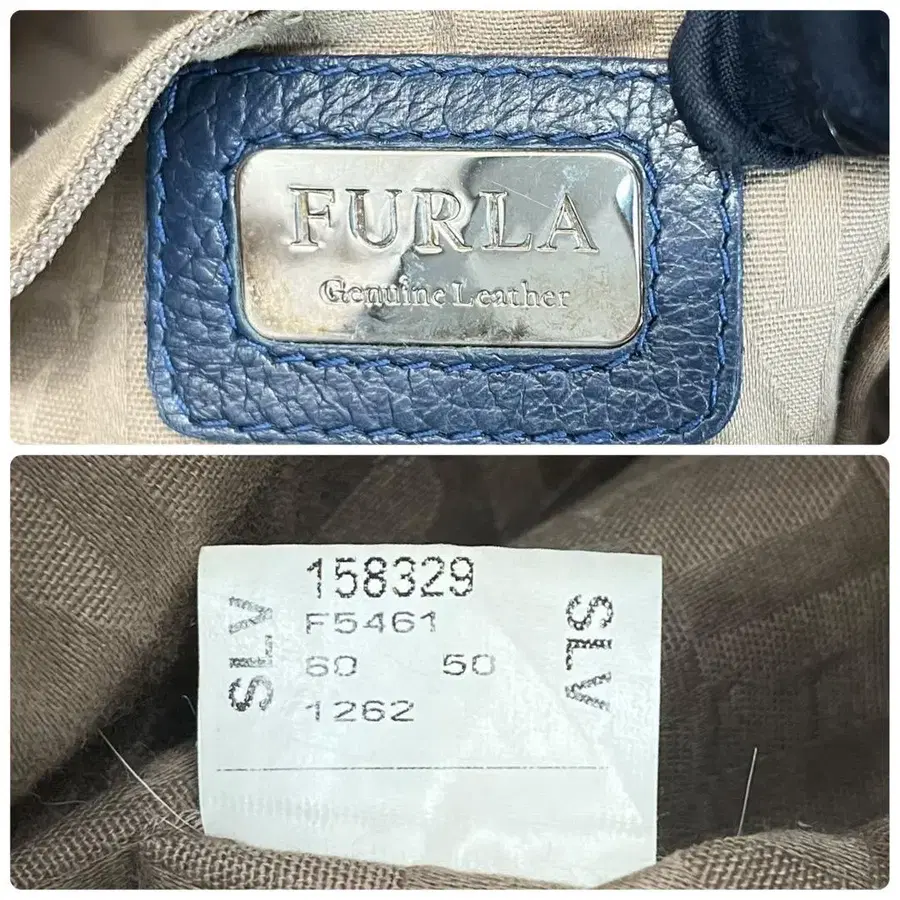 FURLA
Genuine Leather
SLV
158329
F5461
60 50
1262
SLV